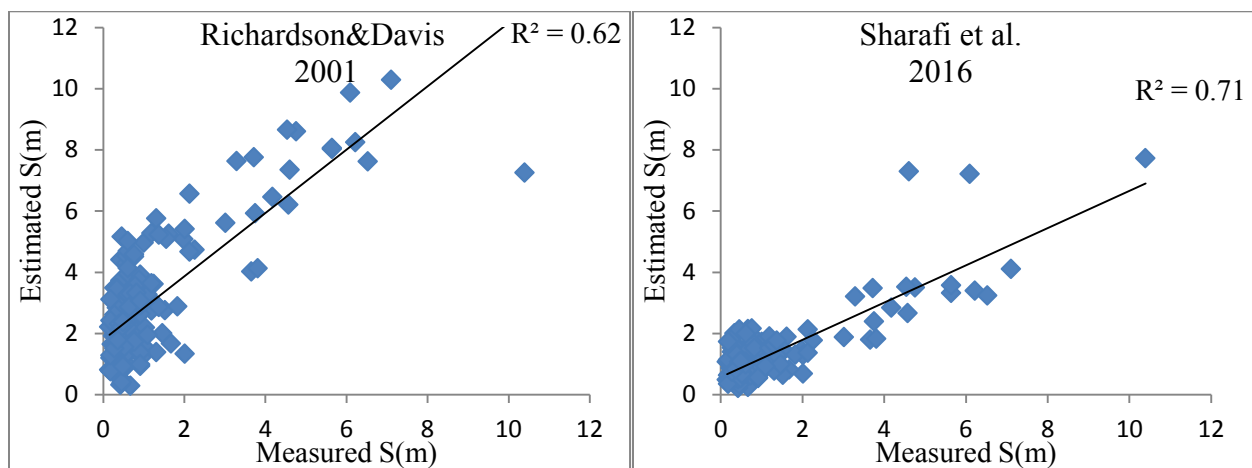 Richardson&Davis
2001
R² = 0.62
Estimated S(m)
12
10
8
6
4
2
0
0 2 4 6 8 10 12
Measured S(m)
Sharafi et al.
2016
R² = 0.71
Estimated S(m)
12
10
8
6
4
2
0
0 2 4 6 8 10 12
Measured S(m)